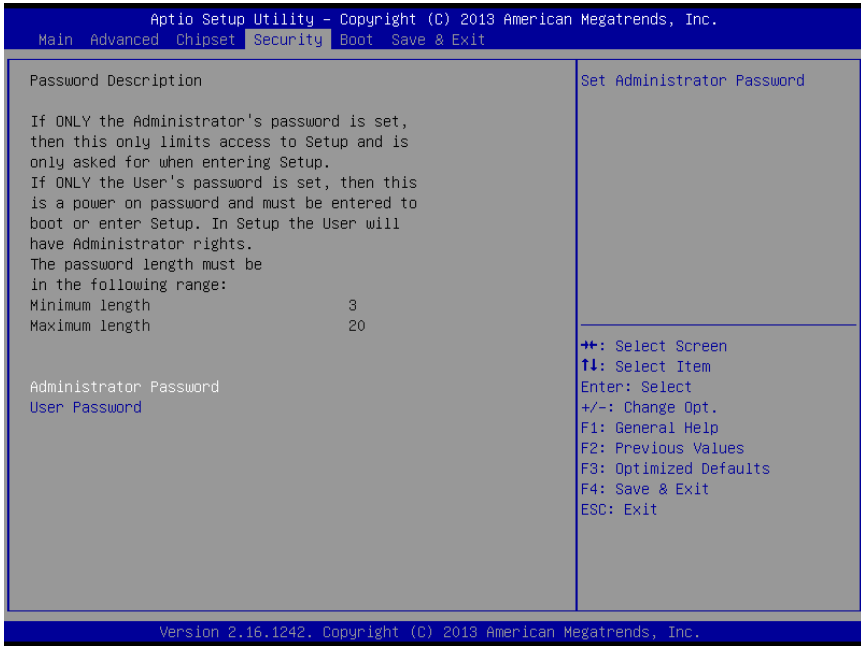 Aptio Setup Utility – Copyright (C) 2013 American Megatrends, Inc.
Main Advanced Chipset Security Boot Save & Exit
Password Description
If ONLY the Administrator's password is set,
then this only limits access to Setup and is
only asked for when entering Setup.
If ONLY the User's password is set, then this
is a power on password and must be entered to
boot or enter Setup. In Setup the User will
have Administrator rights.
The password length must be
in the following range:
Minimum length 3
Maximum length 20
Administrator Password
User Password
Set Administrator Password
→←: Select Screen
↑↓: Select Item
Enter: Select
+/-: Change Opt.
F1: General Help
F2: Previous Values
F3: Optimized Defaults
F4: Save & Exit
ESC: Exit
Version 2.16.1242. Copyright (C) 2013 American Megatrends, Inc.